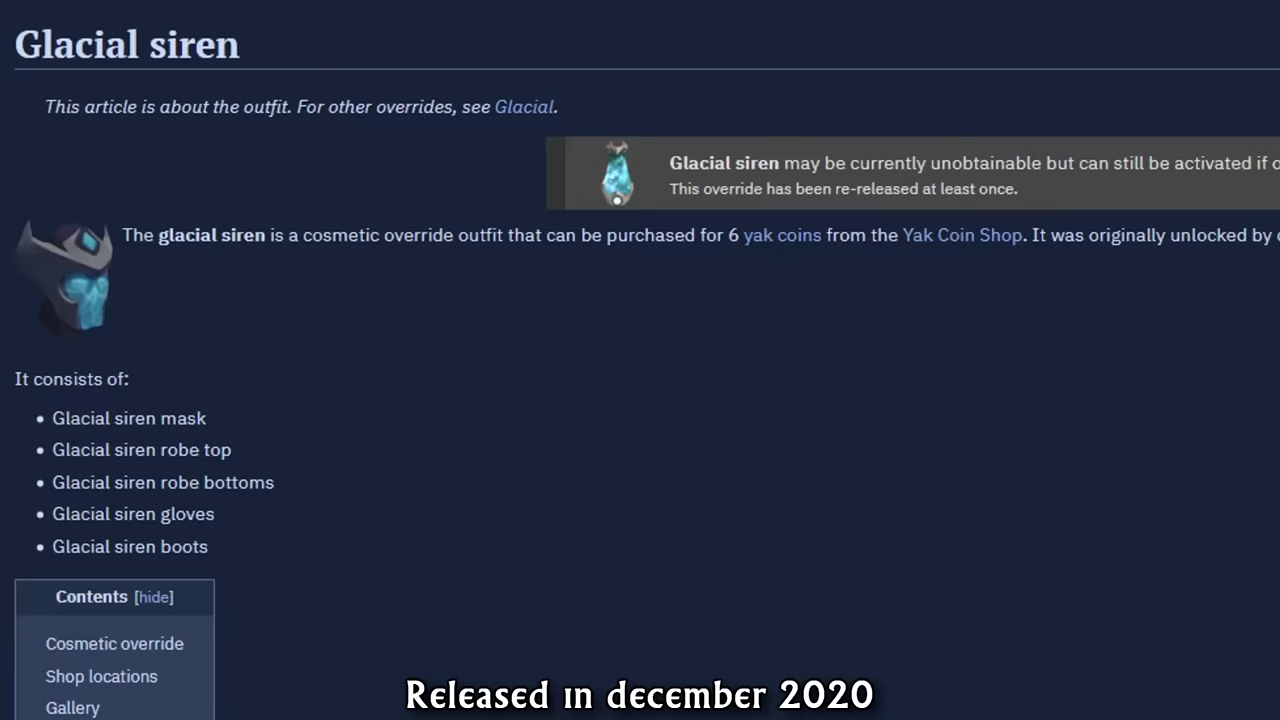 Glacial siren
This article is about the outfit. For other overrides, see Glacial.
Glacial siren may be currently unobtainable but can still be activated if
This override has been re-released at least once.
The glacial siren is a cosmetic override outfit that can be purchased for 6 yak coins from the Yak Coin Shop. It was originally unlocked by
It consists of:
• Glacial siren mask
• Glacial siren robe top
• Glacial siren robe bottoms
• Glacial siren gloves
• Glacial siren boots
Contents [hide]
Cosmetic override
Shop locations
Gallery
Released in december 2020